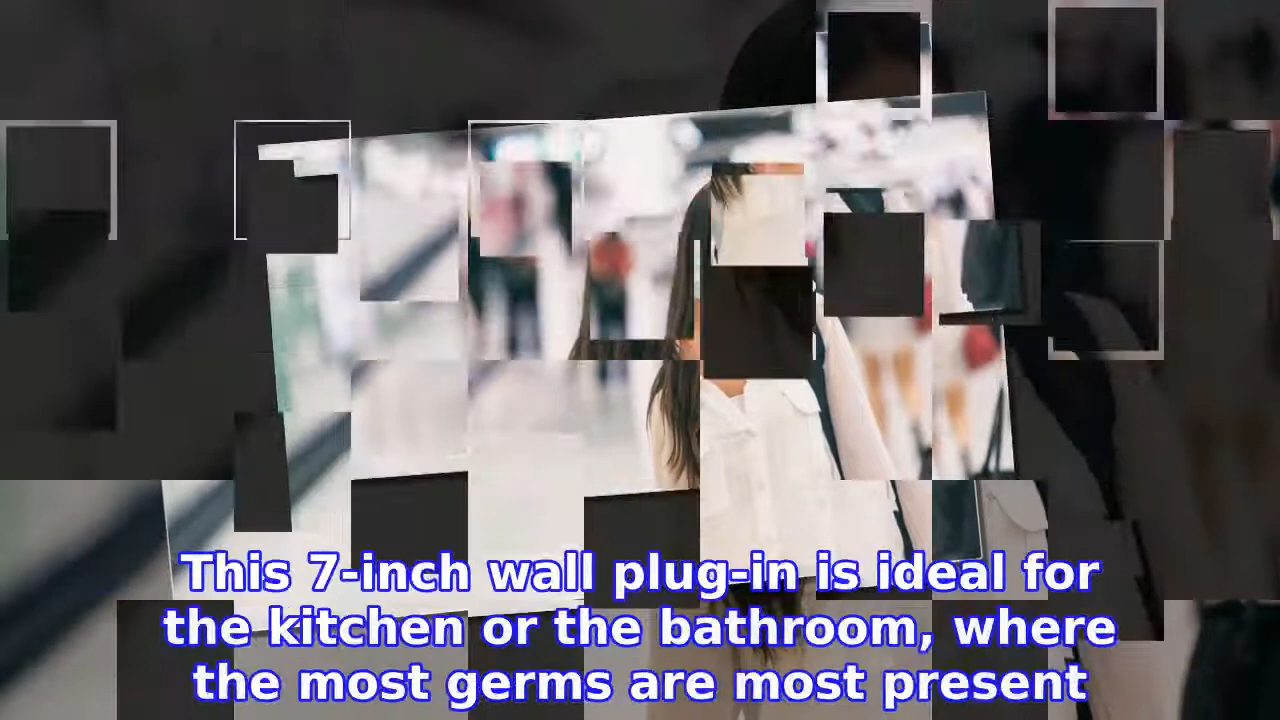 This 7-inch wall plug-in is ideal for
the kitchen or the bathroom, where
the most germs are most present